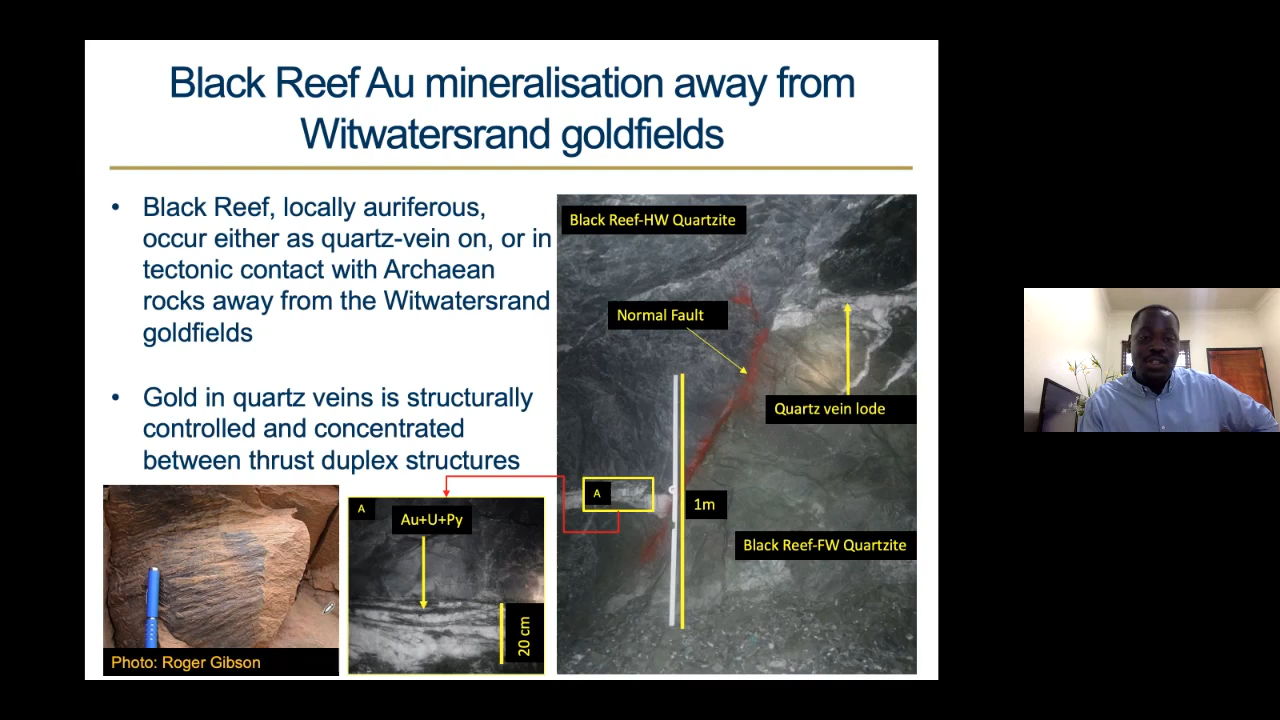 Black Reef Au mineralisation away from
Witwatersrand goldfields
• Black Reef, locally auriferous,
occur either as quartz-vein on, or in
tectonic contact with Archaean
rocks away from the Witwatersrand
goldfields
• Gold in quartz veins is structurally
controlled and concentrated
between thrust duplex structures
Photo: Roger Gibson
A
Au+U+Py
20 cm
Black Reef-HW Quartzite
Normal Fault
Quartz vein lode
A
1m
Black Reef-FW Quartzite